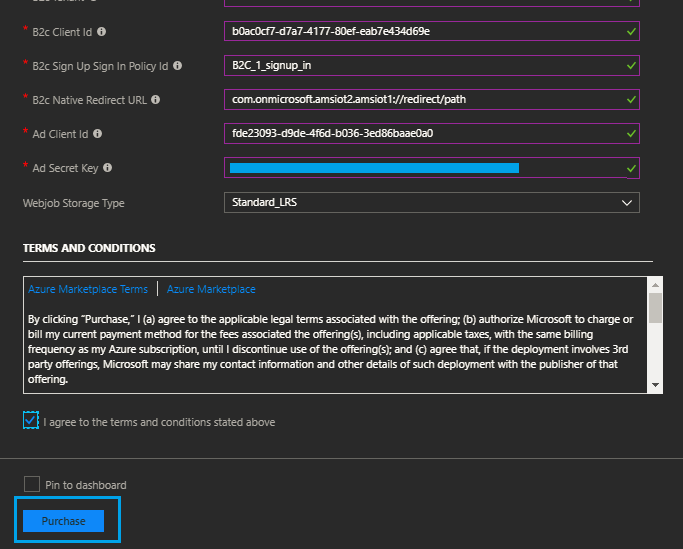 * B2c Client Id
b0ac0cf7-d7a7-4177-80ef-eab7e434d69e
* B2c Sign Up Sign In Policy Id
B2C_1_signup_in
* B2c Native Redirect URL
com.onmicrosoft.amsiot2.amsiot1://redirect/path
* Ad Client Id
fde23093-d9de-4f6d-b036-3ed86baae0a0
* Ad Secret Key
Webjob Storage Type
Standard_LRS
TERMS AND CONDITIONS
Azure Marketplace Terms | Azure Marketplace
By clicking “Purchase,” I (a) agree to the applicable legal terms associated with the offering; (b) authorize Microsoft to charge or
bill my current payment method for the fees associated the offering(s), including applicable taxes, with the same billing
frequency as my Azure subscription, until I discontinue use of the offering(s); and (c) agree that, if the deployment involves 3rd
party offerings, Microsoft may share my contact information and other details of such deployment with the publisher of that
offering.
I agree to the terms and conditions stated above
Pin to dashboard
Purchase